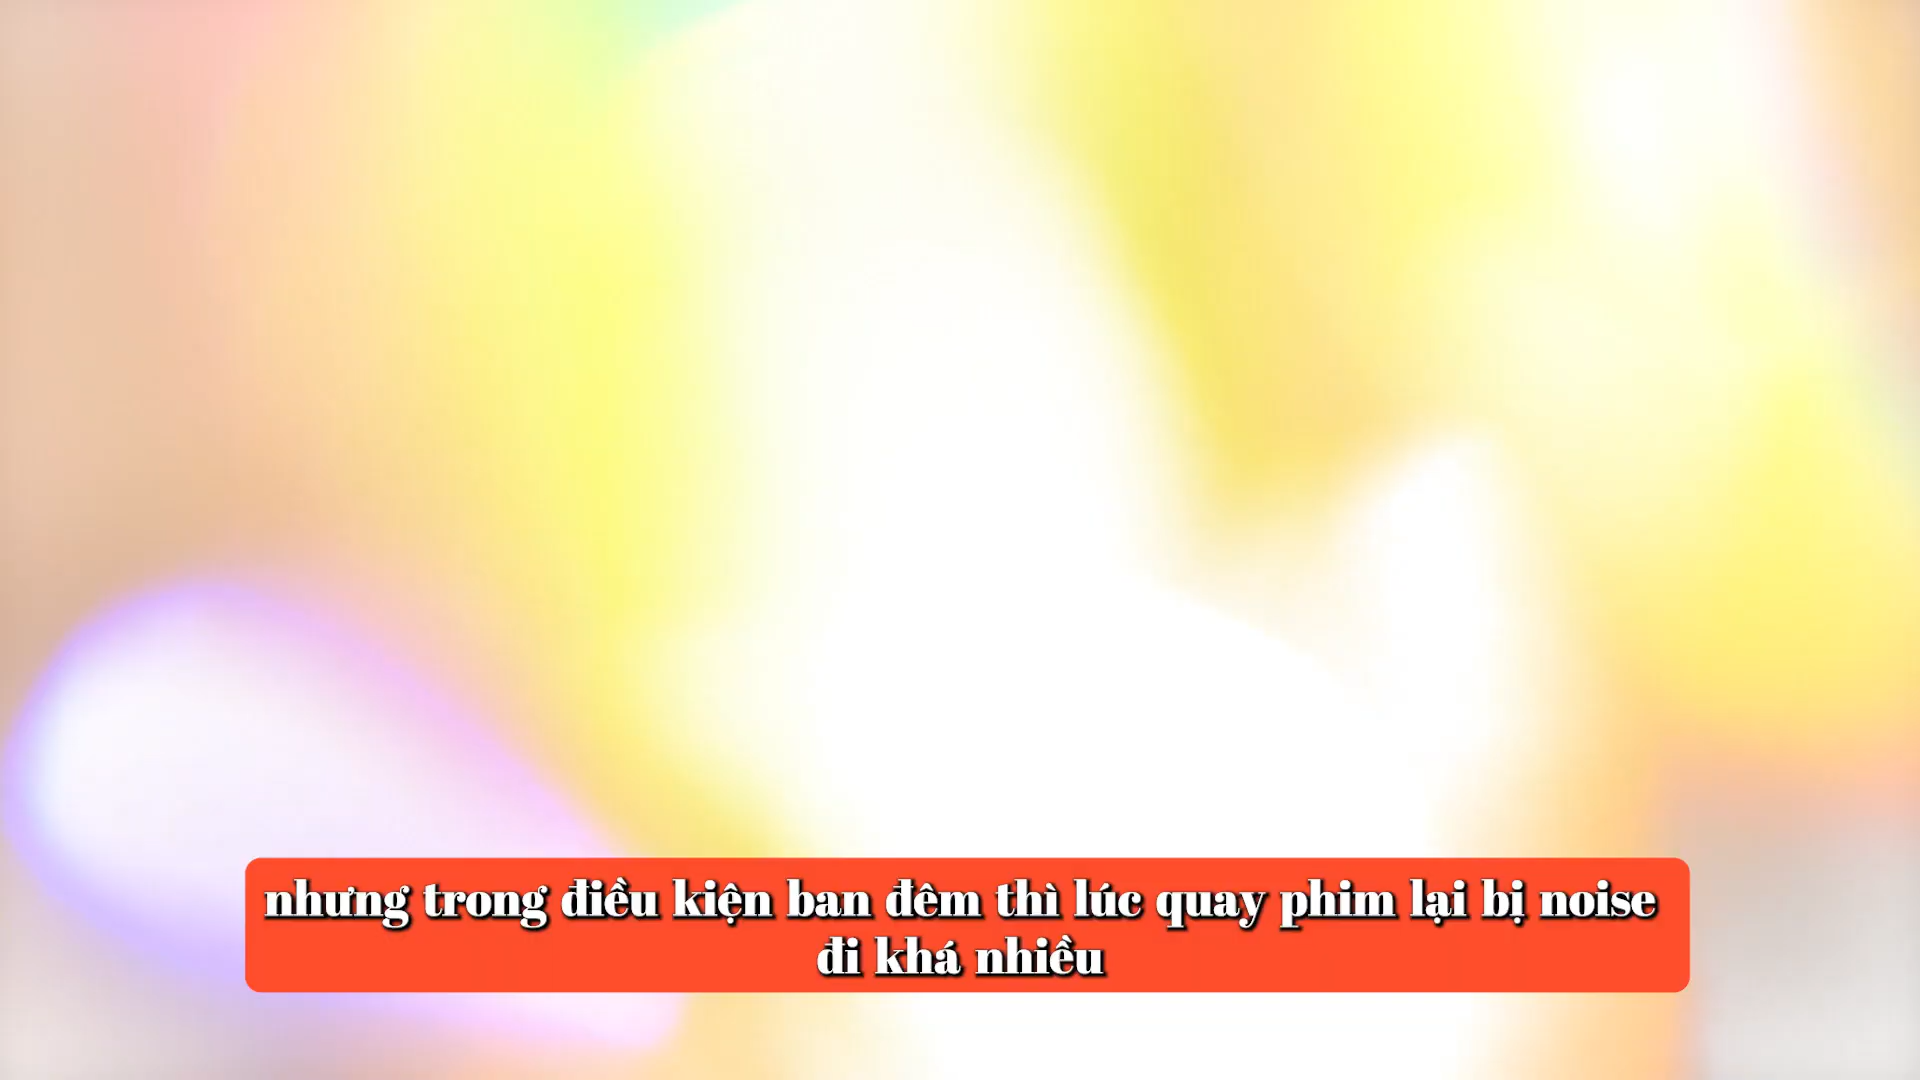 nhưng trong điều kiện ban đêm thì lúc quay phim lại bị noise
đi khá nhiều